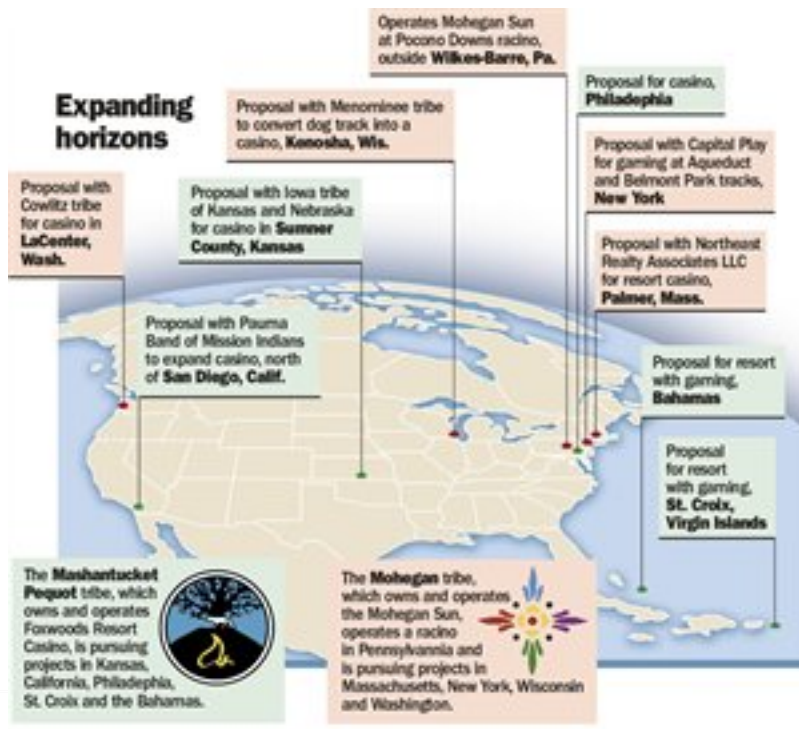 Expanding
horizons
Operates Mohegan Sun
at Pocono Downs racino,
outside Wilkes-Barre, Pa.
Proposal for casino,
Philadephia
Proposal with Menominee tribe
to convert dog track into a
casino, Kenosha, Wis.
Proposal with Capital Play
for gaming at Aqueduct
and Belmont Park tracks,
New York
Proposal with
Cowlitz tribe
for casino in
LaCenter,
Wash.
Proposal with Iowa tribe
of Kansas and Nebraska
for casino in Sumner
County, Kansas
Proposal with Northeast
Realty Associates LLC
for resort casino,
Palmer, Mass.
Proposal with Pauma
Band of Mission Indians
to expand casino, north
of San Diego, Calif.
Proposal for resort
with gaming,
Bahamas
Proposal
for resort
with gaming,
St. Croix,
Virgin Islands
The Mashantucket
Pequot tribe, which
owns and operates
Foxwoods Resort
Casino, is pursuing
projects in Kansas,
California, Philadephia,
St. Croix and the Bahamas.
The Mohegan tribe,
which owns and operates
the Mohegan Sun,
operates a racino
in Pennsylvannia and
is pursuing projects in
Massachusetts, New York, Wisconsin
and Washington.